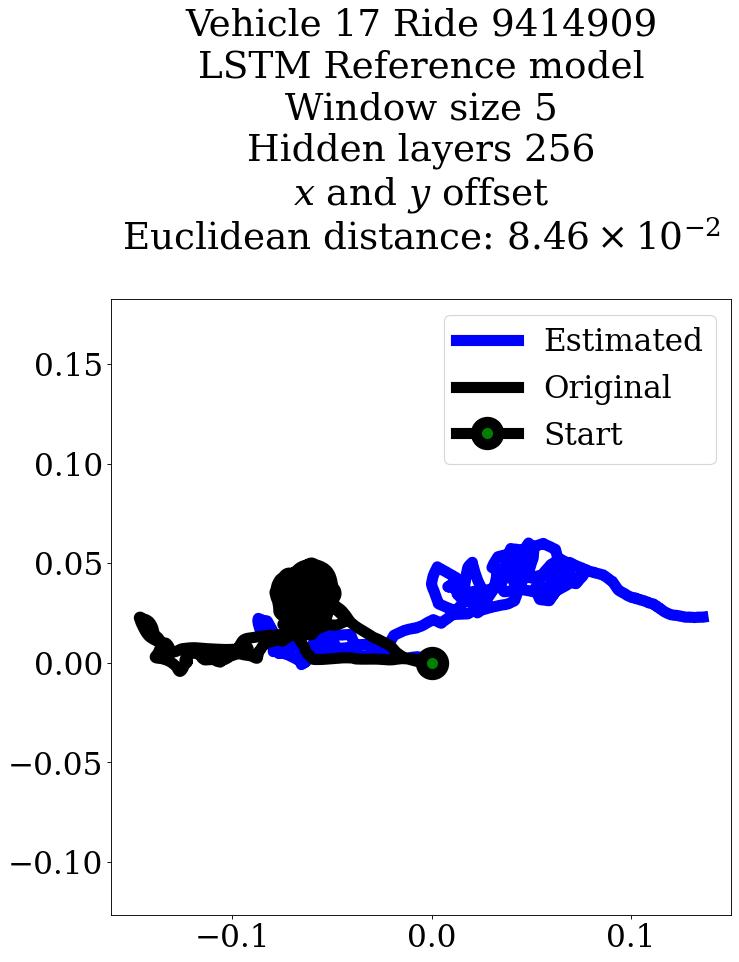 Vehicle 17 Ride 9414909
LSTM Reference model
Window size 5
Hidden layers 256
x and y offset
Euclidean distance: 8.46 × 10⁻²
Estimated
Original
Start
0.15
0.10
0.05
0.00
−0.05
−0.10
−0.1 0.0 0.1